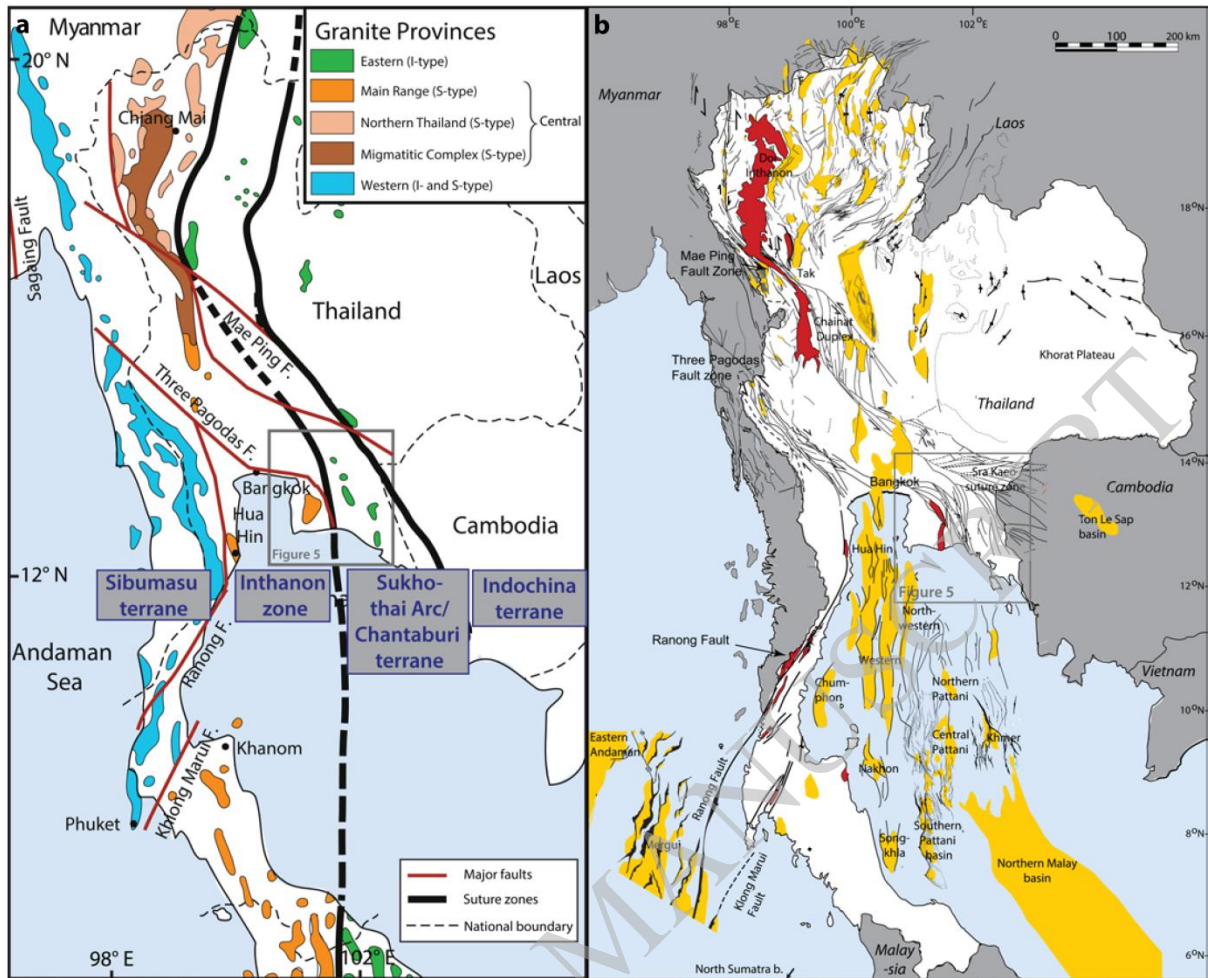 a
Myanmar
20° N
Chiang Mai
Granite Provinces
Eastern (I-type)
Main Range (S-type)
Northern Thailand (S-type)
Central
Migmatitic Complex (S-type)
Western (I- and S-type)
Sagaing Fault
Laos
Thailand
Mae Ping F.
Three Pagodas F.
Bangkok
Hua
Hin
Figure 5
Cambodia
12° N
Sibumasu
terrane
Inthanon
zone
Sukho-
thai Arc/
Chantaburi
terrane
Indochina
terrane
Andaman
Sea
Ranong F.
Khlong Marui F.
Khanom
Phuket
Major faults
Suture zones
National boundary
98° E
102° E
b
98°E
100°E
102°E
0
100
200 km
Myanmar
Laos
Doi
Inthanon
18°N
Mae Ping
Fault Zone
Tak
Chainat
Duplex
16°N
Khorat Plateau
Three Pagodas
Fault zone
Thailand
14°N
Sra Kaeo
suture zone
Bangkok
Cambodia
Ton Le Sap
basin
Hua Hin
12°N
Figure 5
North-
western
Ranong Fault
Western
Vietnam
Chum-
phon
Northern
Pattani
10°N
Eastern
Andaman
Central
Pattani
Khmer
Nakhon
Ranong Fault
Mergui
Song-
khla
Southern
Pattani
basin
8°N
Northern Malay
basin
Klong Marui
Fault
Malay
-sia
6°N
North Sumatra b.
MANUSCRIPT